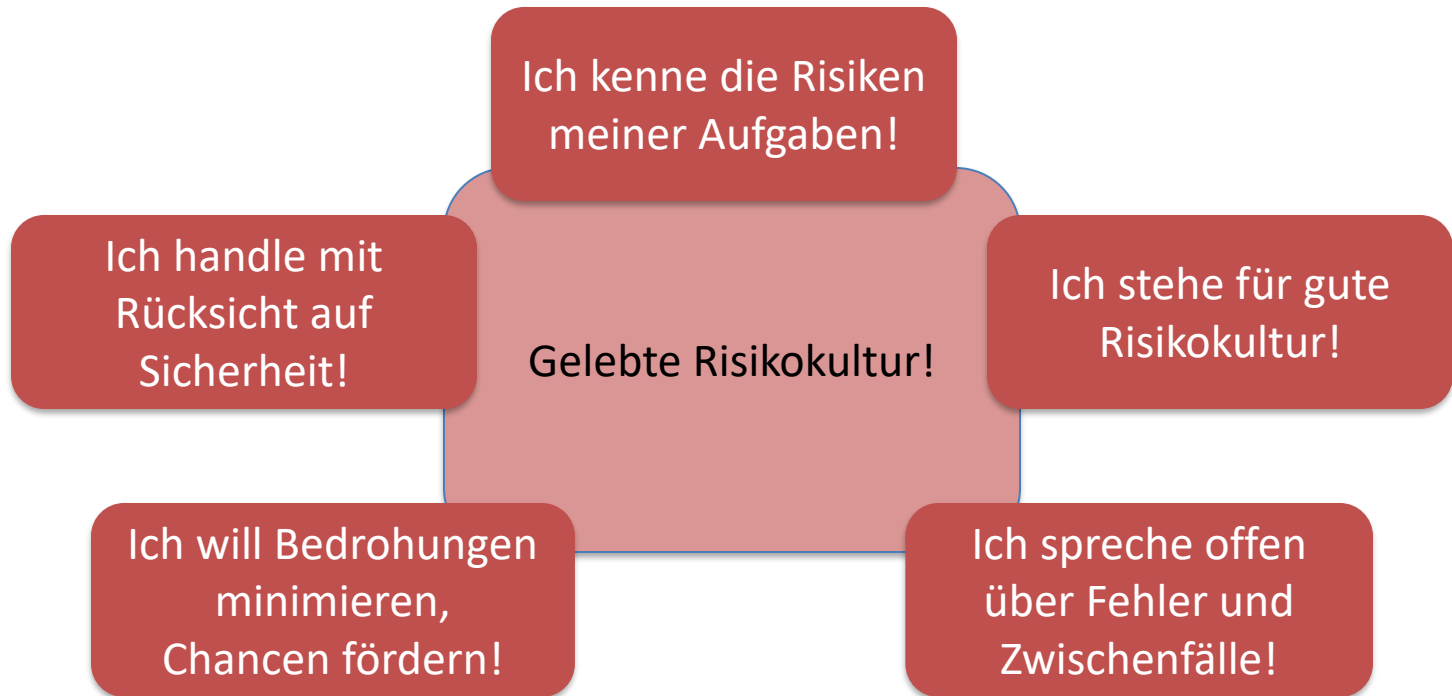 Ich kenne die Risiken
meiner Aufgaben!
Ich handle mit
Rücksicht auf
Sicherheit!
Gelebte Risikokultur!
Ich stehe für gute
Risikokultur!
Ich will Bedrohungen
minimieren,
Chancen fördern!
Ich spreche offen
über Fehler und
Zwischenfälle!